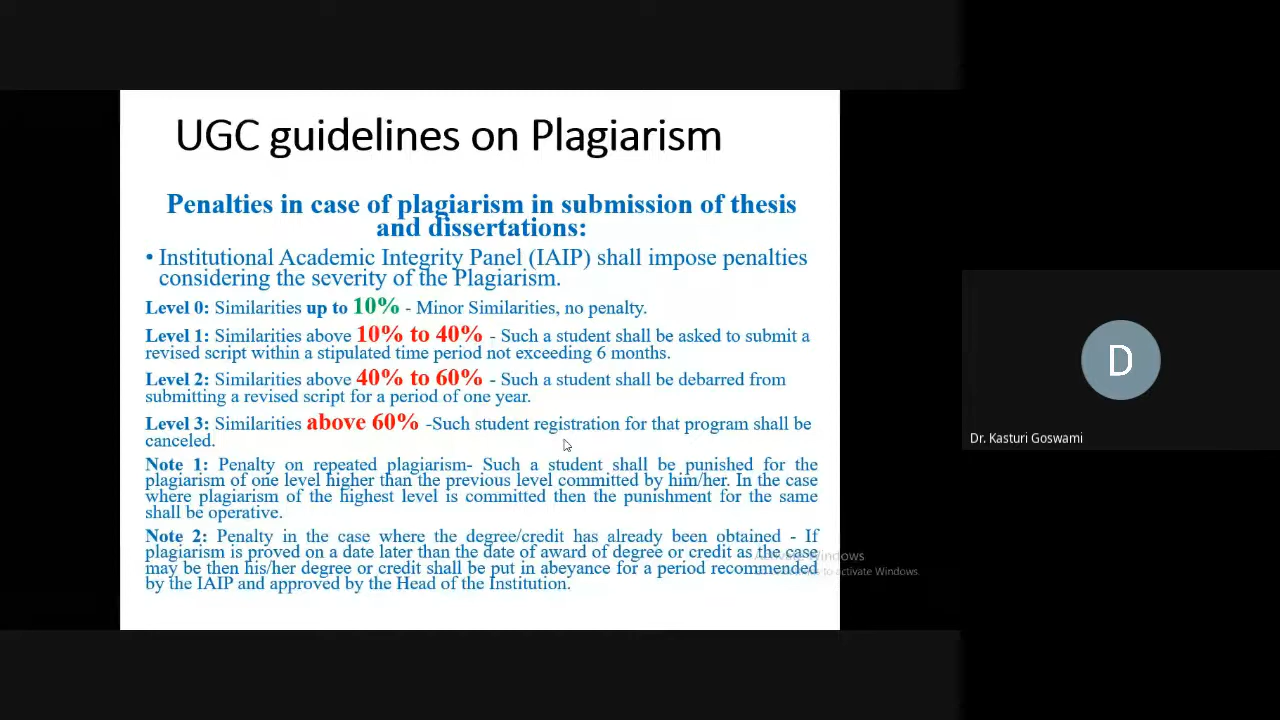 UGC guidelines on Plagiarism
Penalties in case of plagiarism in submission of thesis
and dissertations:
• Institutional Academic Integrity Panel (IAIP) shall impose penalties
considering the severity of the Plagiarism.
Level 0: Similarities up to 10% - Minor Similarities, no penalty.
Level 1: Similarities above 10% to 40% - Such a student shall be asked to submit a
revised script within a stipulated time period not exceeding 6 months.
Level 2: Similarities above 40% to 60% - Such a student shall be debarred from
submitting a revised script for a period of one year.
Level 3: Similarities above 60% -Such student registration for that program shall be
canceled.
Note 1: Penalty on repeated plagiarism- Such a student shall be punished for the
plagiarism of one level higher than the previous level committed by him/her. In the case
where plagiarism of the highest level is committed then the punishment for the same
shall be operative.
Note 2: Penalty in the case where the degree/credit has already been obtained - If
plagiarism is proved on a date later than the date of award of degree or credit as the case
may be then his/her degree or credit shall be put in abeyance for a period recommended
by the IAIP and approved by the Head of the Institution.
Windows
to activate Windows.
D
Dr. Kasturi Goswami